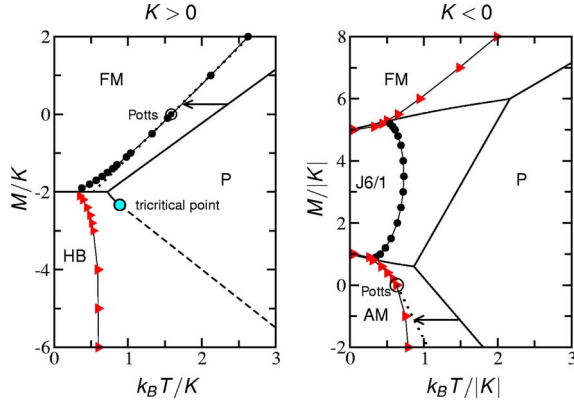 K > 0
M/K
2
0
-2
-4
-6
FM
Potts
P
tricritical point
HB
0
1
2
3
k_BT/K
K < 0
M/|K|
8
6
4
2
0
-2
FM
J6/1
P
Potts
AM
0
1
2
3
k_BT/|K|